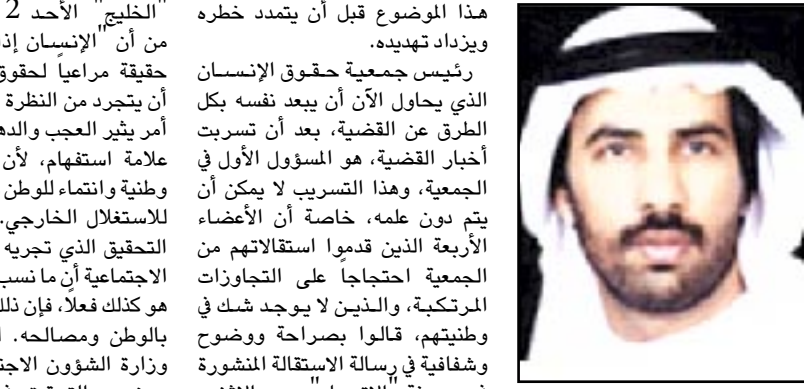 هذا الموضوع قبل أن يتمدد خطره
ويزداد تهديده.
رئيس جمعية حقوق الإنسان
الذي يحاول الآن أن يبعد نفسه بكل
الطرق عن القضية، بعد أن تسربت
أخبار القضية، هو المسؤول الأول في
الجمعية، وهذا التسريب لا يمكن أن
يتم دون علمه، خاصة أن الأعضاء
الأربعة الذين قدموا استقالاتهم من
الجمعية احتجاجاً على التجاوزات
المرتكبة، والذين لا يوجد شك في
وطنيتهم، قالوا بصراحة ووضوح
وشفافية في رسالة الاستقالة المنشورة
"الخليج" الأحد 2
من أن "الإنسان إذا
حقيقة مراعياً لحقوق
أن يتجرد من النظرة
أمر يثير العجب والده
علامة استفهام، لأن
وطنية وانتماء للوطن
للاستغلال الخارجي.
التحقيق الذي تجريه
الاجتماعية أن ما نسب
هو كذلك فعلاً، فإن ذلك
بالوطن ومصالحه. ا
وزارة الشؤون الاجت